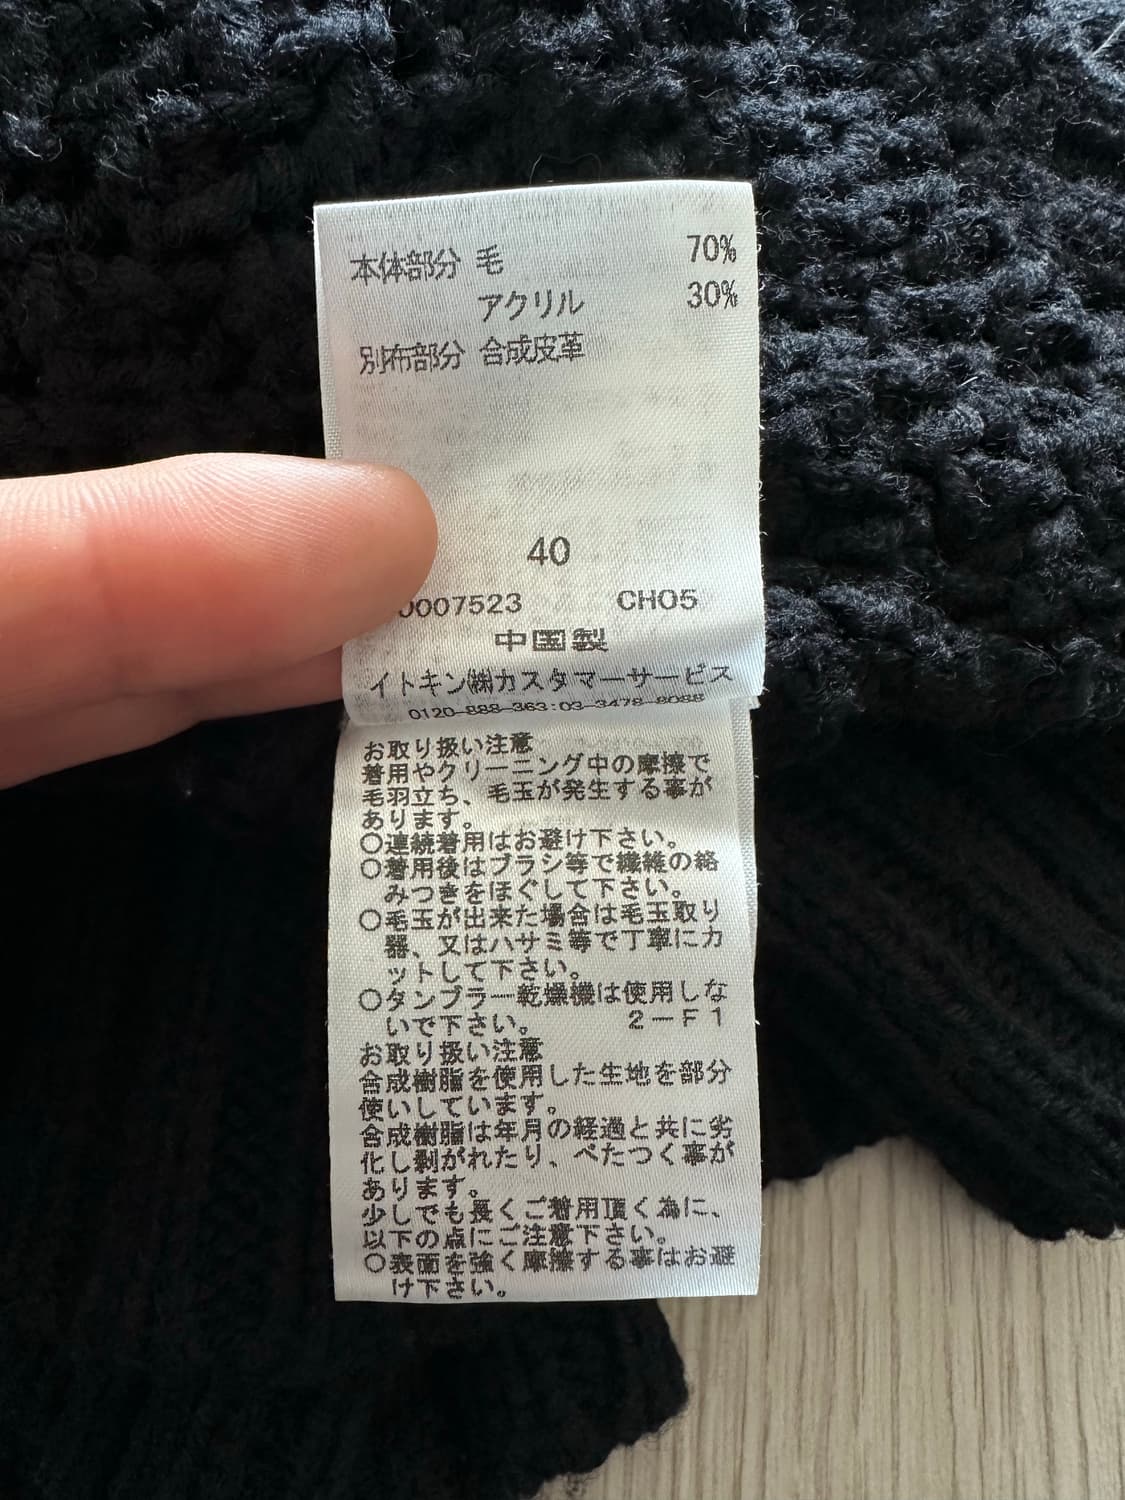 本体部分 毛 70%
アクリル 30%
別布部分 合成皮革
40
0007523 CH05
中国製
イトキン㈱カスタマーサービス
0120-888-363:03-3478-8088
お取り扱い注意
着用やクリーニング中の摩擦で
毛羽立ち、毛玉が発生する事が
あります。
○連続着用はお避け下さい。
○着用後はブラシ等で繊維の絡
みつきをほぐして下さい。
○毛玉が出来た場合は毛玉取り
器、又はハサミ等で丁寧にカ
ットして下さい。
○タンブラー乾燥機は使用しな
いで下さい。 2-F1
お取り扱い注意
合成樹脂を使用した生地を部分
使いしています。
合成樹脂は年月の経過と共に劣
化し剥がれたり、べたつく事が
あります。
少しでも長くご着用頂く為に、
以下の点にご注意下さい。
○表面を強く摩擦する事はお避
け下さい。